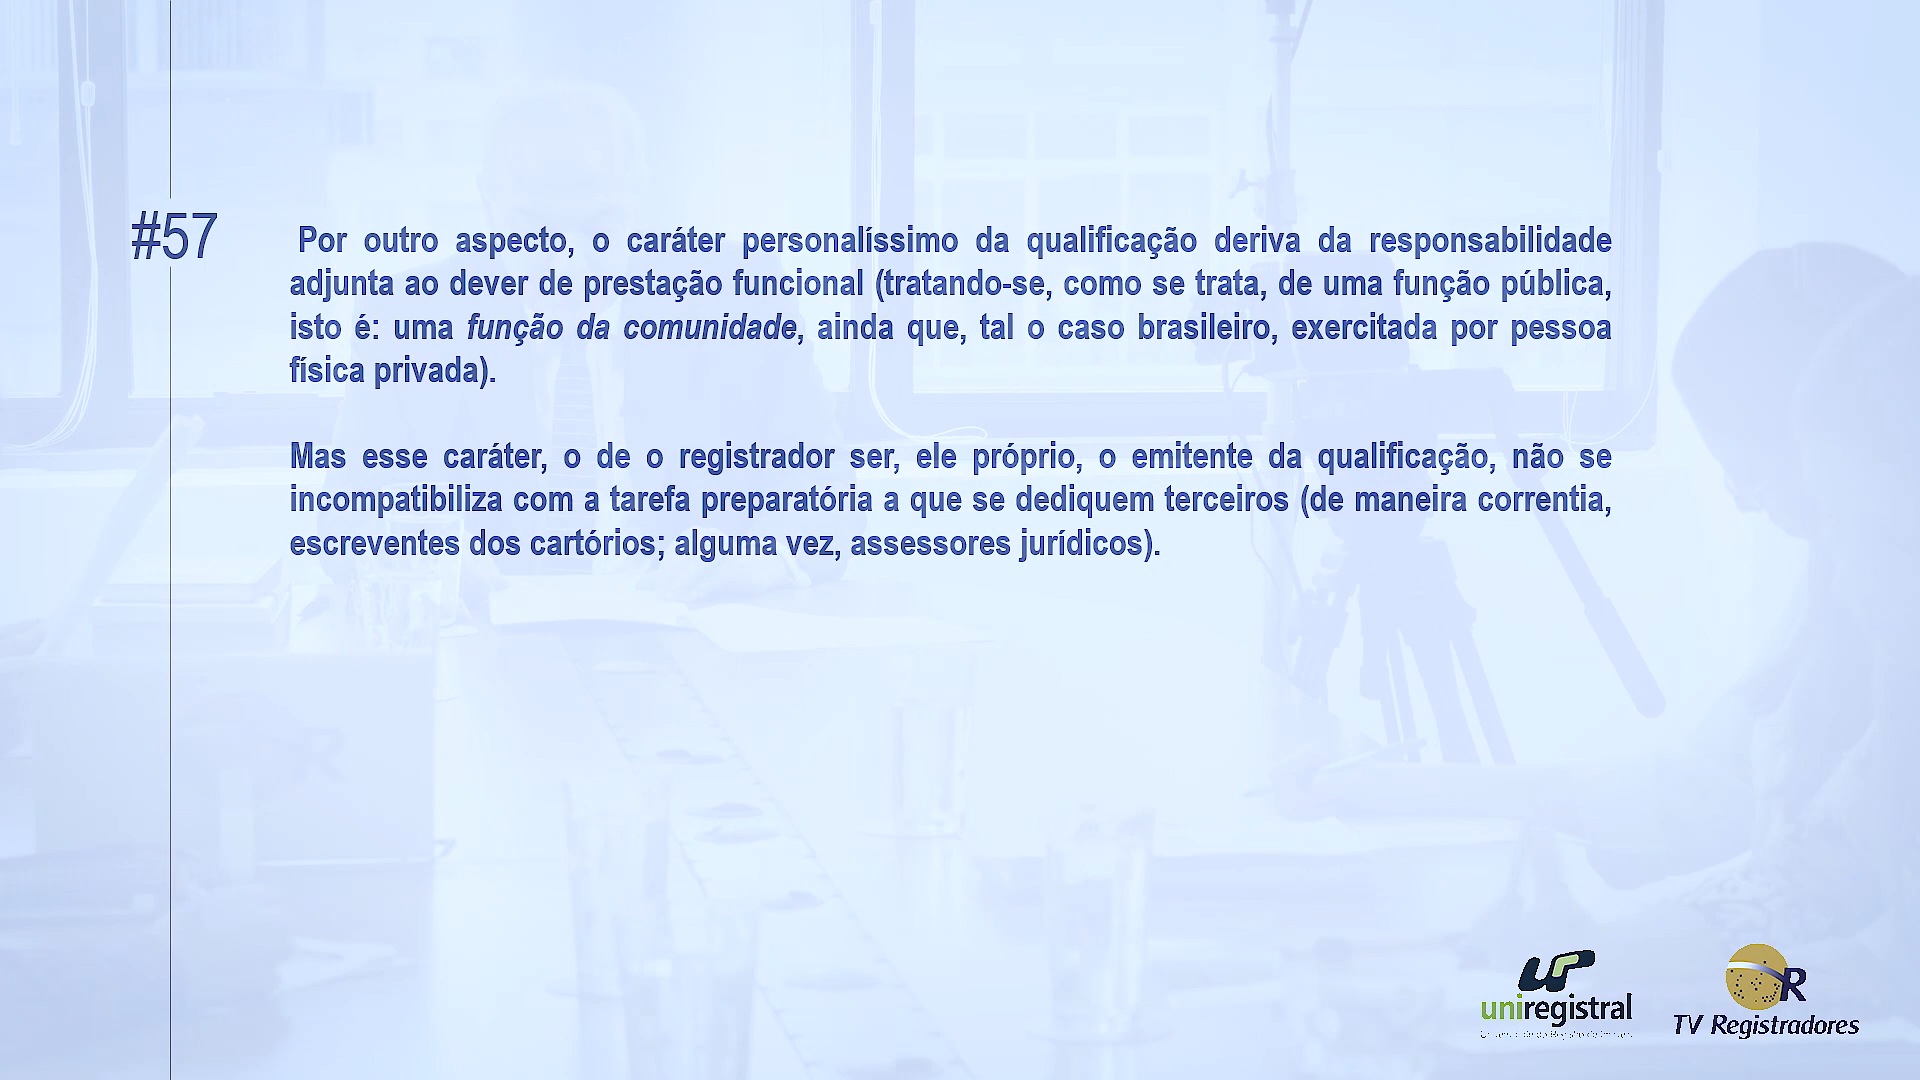 #57
Por outro aspecto, o caráter personalíssimo da qualificação deriva da responsabilidade
adjunta ao dever de prestação funcional (tratando-se, como se trata, de uma função pública,
isto é: uma função da comunidade, ainda que, tal o caso brasileiro, exercitada por pessoa
física privada).
Mas esse caráter, o de o registrador ser, ele próprio, o emitente da qualificação, não se
incompatibiliza com a tarefa preparatória a que se dediquem terceiros (de maneira correntia,
escreventes dos cartórios; alguma vez, assessores jurídicos).
uniregistral
TV Registradores